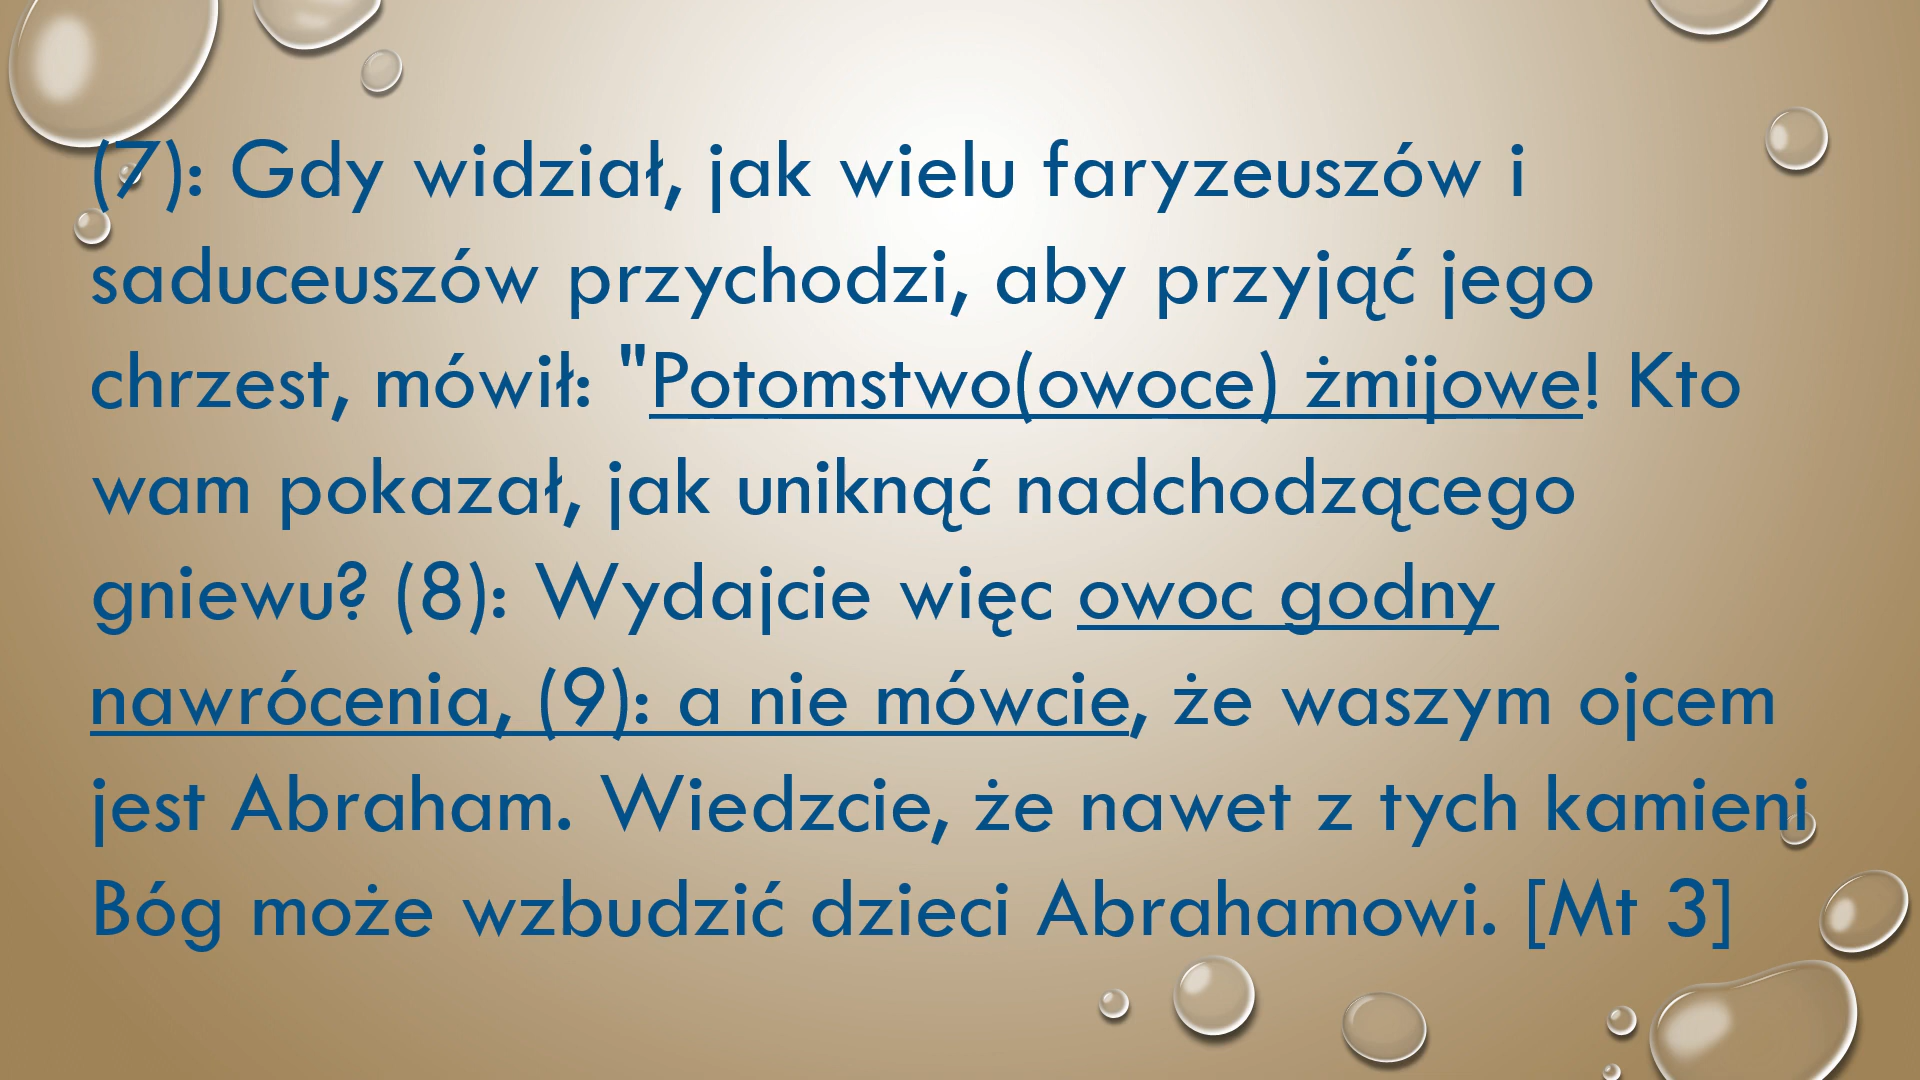 (7): Gdy widział, jak wielu faryzeuszów i
saduceuszów przychodzi, aby przyjąć jego
chrzest, mówił: "Potomstwo(owoce) żmijowe! Kto
wam pokazał, jak uniknąć nadchodzącego
gniewu? (8): Wydajcie więc owoc godny
nawrócenia, (9): a nie mówcie, że waszym ojcem
jest Abraham. Wiedzcie, że nawet z tych kamieni
Bóg może wzbudzić dzieci Abrahamowi. [Mt 3]